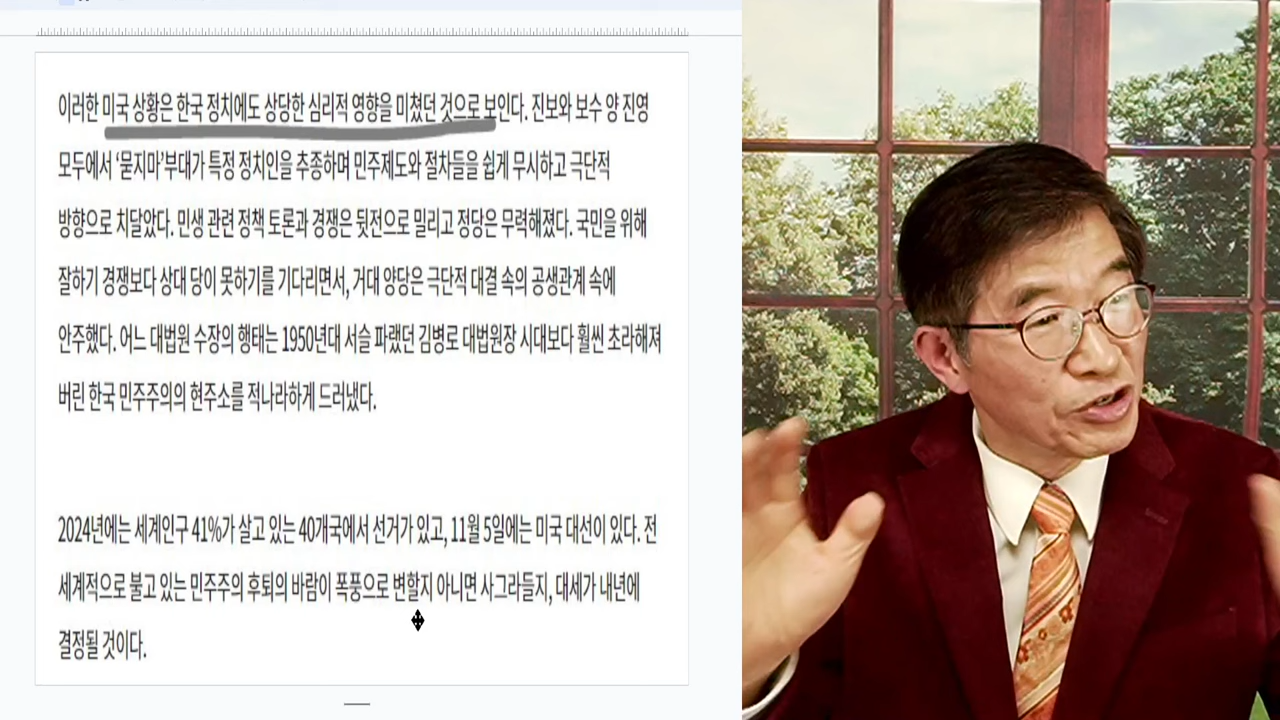 이러한 미국 상황은 한국 정치에도 상당한 심리적 영향을 미쳤던 것으로 보인다. 진보와 보수 양 진영
모두에서 ‘묻지마’부대가 특정 정치인을 추종하며 민주제도와 절차들을 쉽게 무시하고 극단적
방향으로 치달았다. 민생 관련 정책 토론과 경쟁은 뒷전으로 밀리고 정당은 무력해졌다. 국민을 위해
잘하기 경쟁보다 상대 당이 못하기를 기다리면서, 거대 양당은 극단적 대결 속의 공생관계 속에
안주했다. 어느 대법원 수장의 행태는 1950년대 서슬 파랬던 김병로 대법원장 시대보다 훨씬 초라해져
버린 한국 민주주의의 현주소를 적나라하게 드러냈다.
2024년에는 세계인구 41%가 살고 있는 40개국에서 선거가 있고, 11월 5일에는 미국 대선이 있다. 전
세계적으로 불고 있는 민주주의 후퇴의 바람이 폭풍으로 변할지 아니면 사그라들지, 대세가 내년에
결정될 것이다.